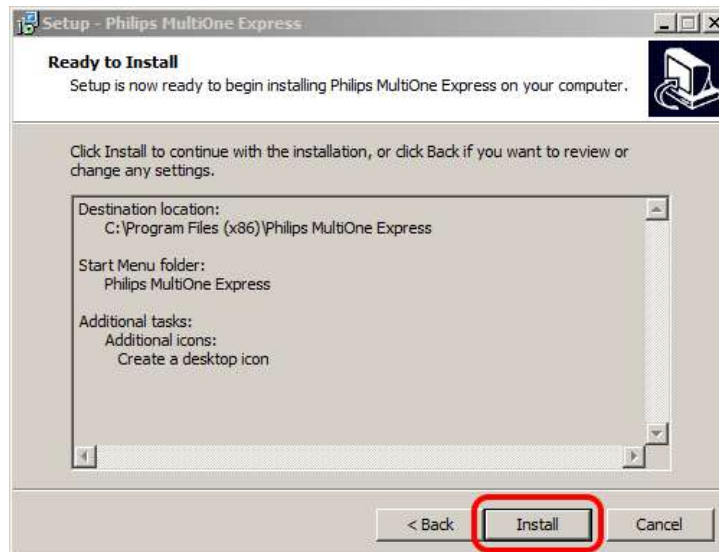 Setup - Philips MultiOne Express
Ready to Install
Setup is now ready to begin installing Philips MultiOne Express on your computer.
Click Install to continue with the installation, or click Back if you want to review or
change any settings.
Destination location:
C:\Program Files (x86)\Philips MultiOne Express
Start Menu folder:
Philips MultiOne Express
Additional tasks:
Additional icons:
Create a desktop icon
< Back
Install
Cancel